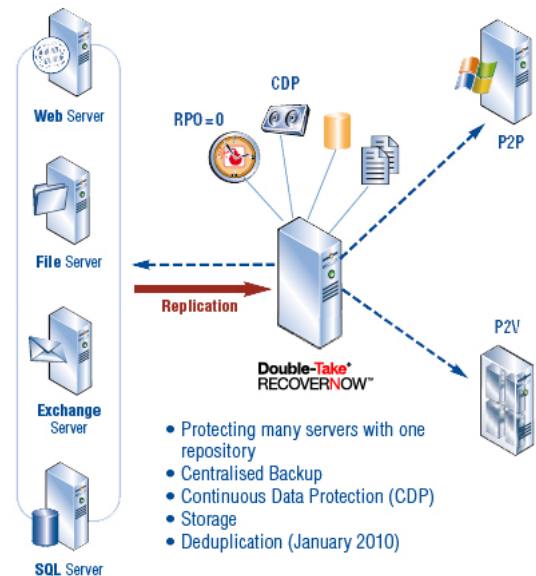 Web Server
File Server
Exchange
Server
SQL Server
RPO = 0
CDP
P2P
Replication
P2V
Double-Take*
RECOVERNOW™
• Protecting many servers with one
repository
• Centralised Backup
• Continuous Data Protection (CDP)
• Storage
• Deduplication (January 2010)